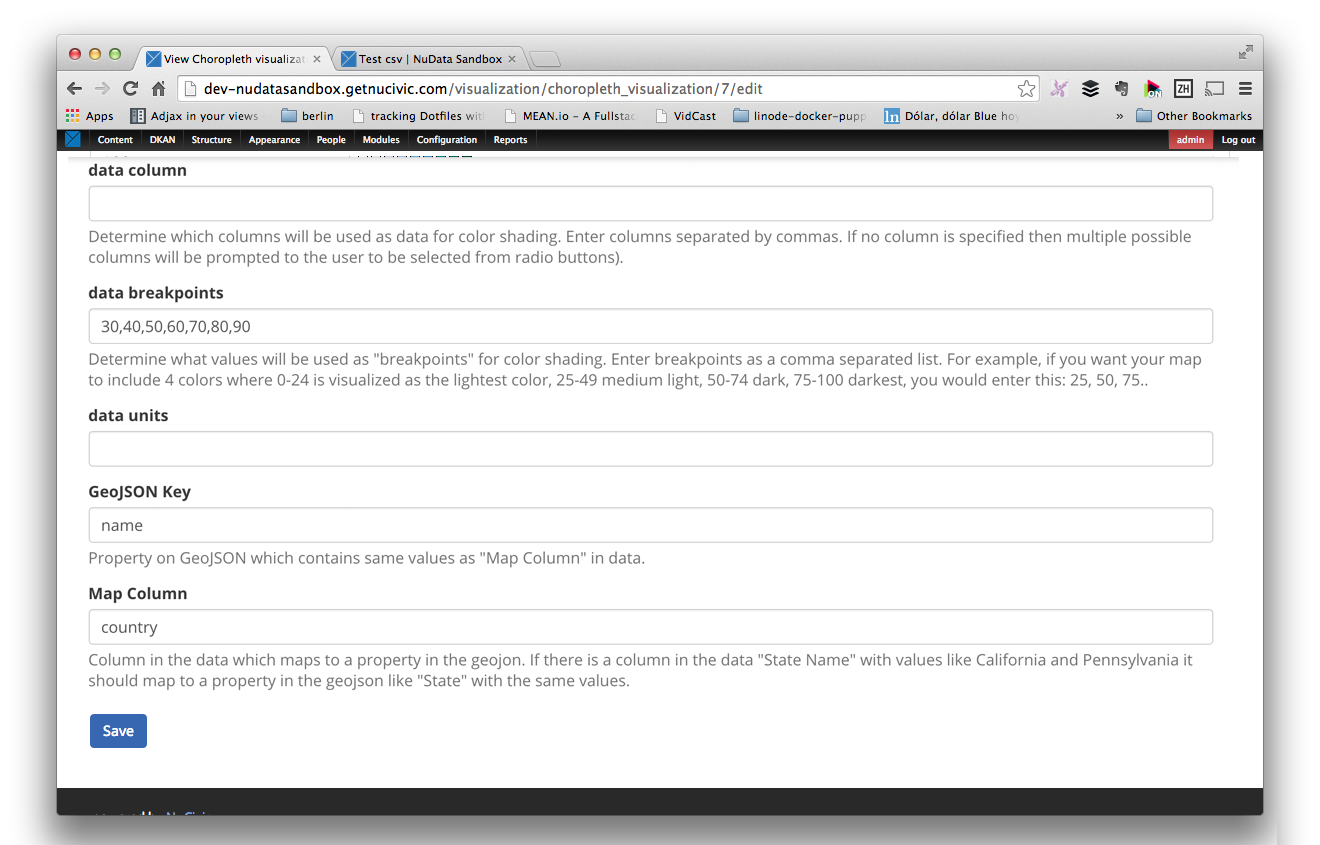 View Choropleth visualizat
Test csv | NuData Sandbox
dev-nudatasandbox.getnucivic.com/visualization/choropleth_visualization/7/edit
ZH
ON
Apps
Adjax in your views
berlin
tracking Dotfiles wit
MEAN.io – A Fullstac
VidCast
linode-docker-pupp
ln
Dólar, dólar Blue hoy
»
Other Bookmarks
Content DKAN Structure Appearance People Modules Configuration Reports admin Log out
data column
Determine which columns will be used as data for color shading. Enter columns separated by commas. If no column is specified then multiple possible
columns will be prompted to the user to be selected from radio buttons).
data breakpoints
30,40,50,60,70,80,90
Determine what values will be used as "breakpoints" for color shading. Enter breakpoints as a comma separated list. For example, if you want your map
to include 4 colors where 0-24 is visualized as the lightest color, 25-49 medium light, 50-74 dark, 75-100 darkest, you would enter this: 25, 50, 75..
data units
GeoJSON Key
name
Property on GeoJSON which contains same values as "Map Column" in data.
Map Column
country
Column in the data which maps to a property in the geojon. If there is a column in the data "State Name" with values like California and Pennsylvania it
should map to a property in the geojson like "State" with the same values.
Save